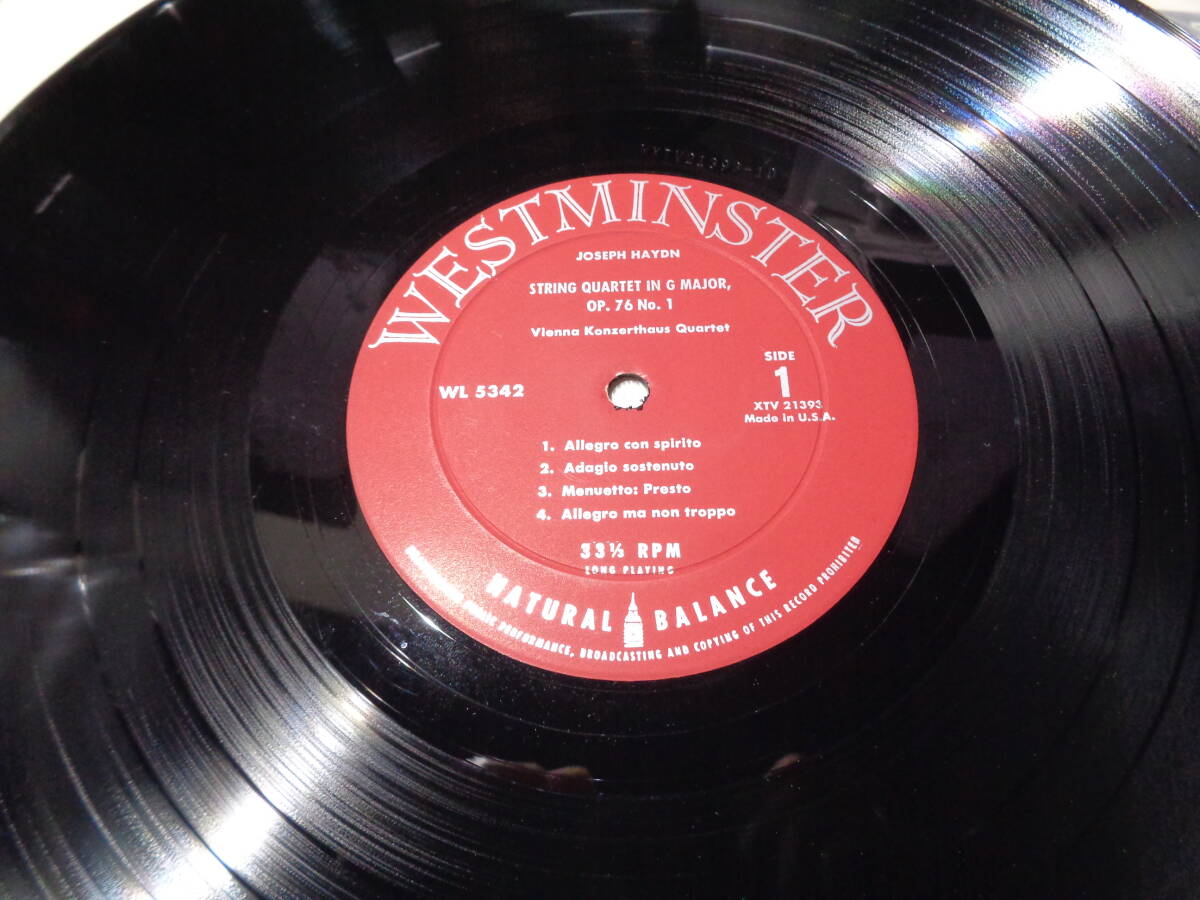 WESTMINSTER
JOSEPH HAYDN
STRING QUARTET IN G MAJOR,
OP. 76 No. 1
Vienna Konzerthaus Quartet
WL 5342
SIDE
1
XTV 21393
Made in U.S.A.
1. Allegro con spirito
2. Adagio sostenuto
3. Menuetto: Presto
4. Allegro ma non troppo
33⅓ RPM
LONG PLAYING
NATURAL BALANCE
PUBLIC PERFORMANCE, BROADCASTING AND COPYING OF THIS RECORD PROHIBITED